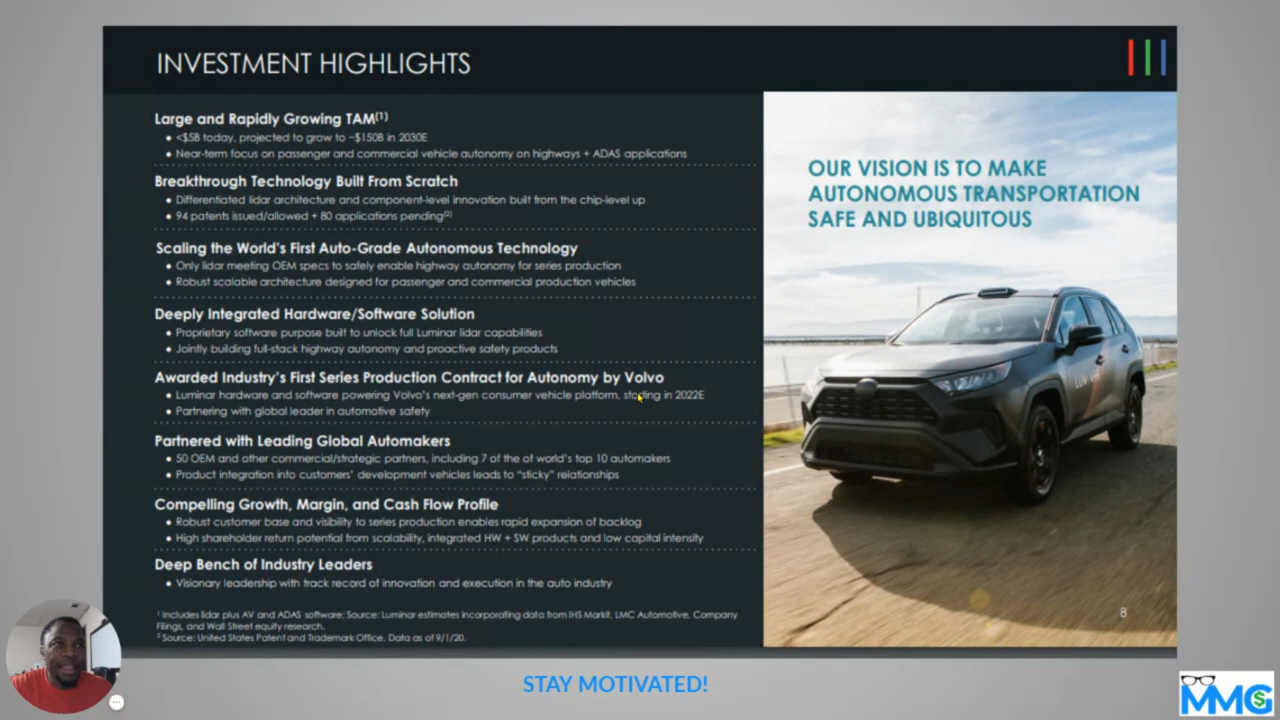 INVESTMENT HIGHLIGHTS
Large and Rapidly Growing TAM(1)
• <$5B today, projected to grow to ~$150B in 2030E
• Near-term focus on passenger and commercial vehicle autonomy on highways + ADAS applications
Breakthrough Technology Built From Scratch
• Differentiated lidar architecture and component-level innovation built from the chip-level up
• 94 patents issued/allowed + 80 applications pending(2)
Scaling the World's First Auto-Grade Autonomous Technology
• Only lidar meeting OEM specs to safely enable highway autonomy for series production
• Robust scalable architecture designed for passenger and commercial production vehicles
Deeply Integrated Hardware/Software Solution
• Proprietary software purpose built to unlock full Luminar lidar capabilities
• Jointly building full-stack highway autonomy and proactive safety products
Awarded Industry's First Series Production Contract for Autonomy by Volvo
• Luminar hardware and software powering Volvo's next-gen consumer vehicle platform, starting in 2022E
• Partnering with global leader in automotive safety
Partnered with Leading Global Automakers
• 50 OEM and other commercial/strategic partners, including 7 of the of world's top 10 automakers
• Product integration into customers' development vehicles leads to "sticky" relationships
Compelling Growth, Margin, and Cash Flow Profile
• Robust customer base and visibility to series production enables rapid expansion of backlog
• High shareholder return potential from scalability, integrated HW + SW products and low capital intensity
Deep Bench of Industry Leaders
• Visionary leadership with track record of innovation and execution in the auto industry
1 Includes lidar plus AV and ADAS software; Source: Luminar estimates incorporating data from IHS Markit, LMC Automotive, Company
Filings, and Wall Street equity research.
2 Source: United States Patent and Trademark Office. Data as of 9/1/20.
OUR VISION IS TO MAKE
AUTONOMOUS TRANSPORTATION
SAFE AND UBIQUITOUS
8
STAY MOTIVATED!
MMG
$